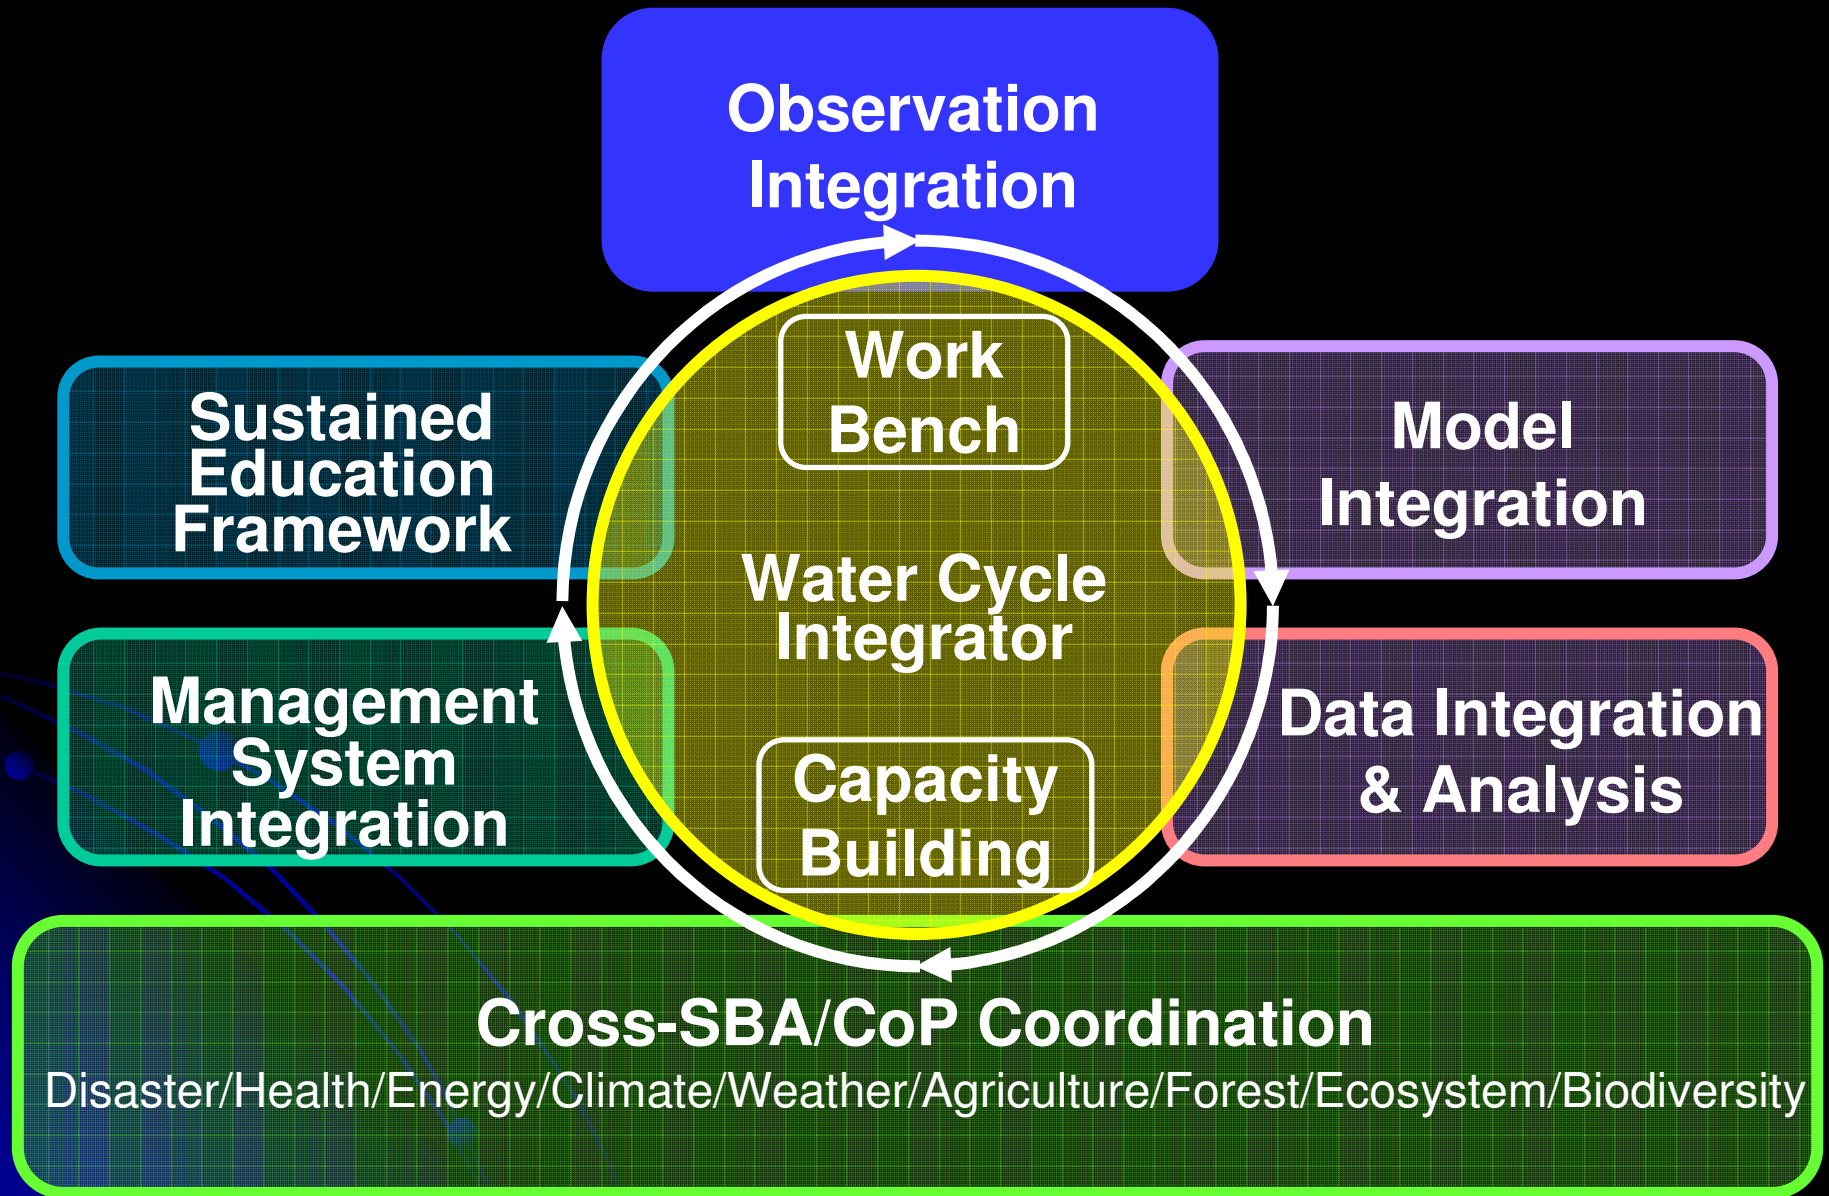 Observation
Integration
Work
Bench
Sustained
Education
Framework
Model
Integration
Water Cycle
Integrator
Management
System
Integration
Data Integration
& Analysis
Capacity
Building
Cross-SBA/CoP Coordination
Disaster/Health/Energy/Climate/Weather/Agriculture/Forest/Ecosystem/Biodiversity